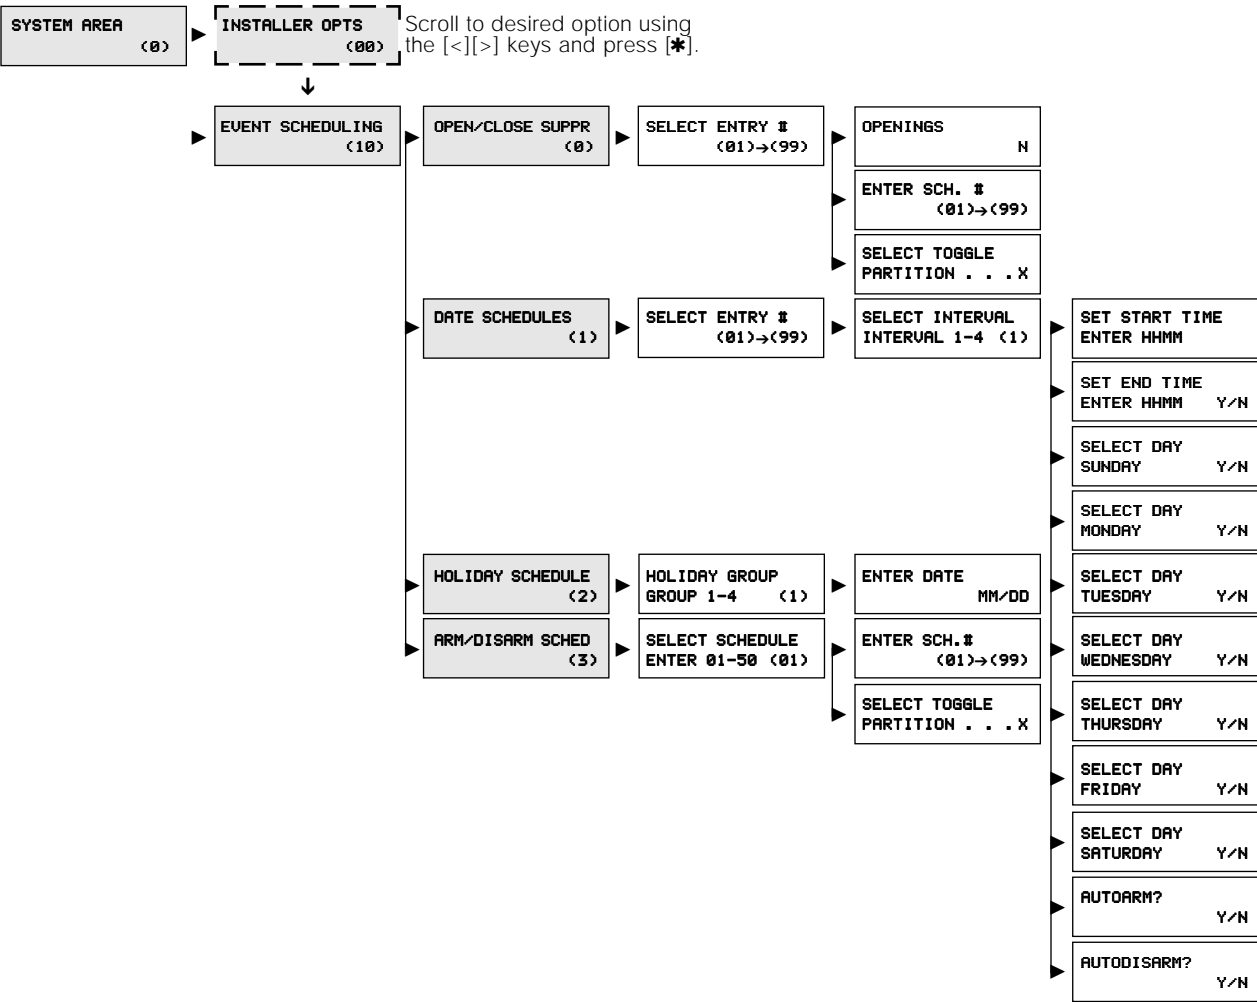 SYSTEM AREA
(0)
INSTALLER OPTS
(00)
Scroll to desired option using
the [<][>] keys and press [✱].
EVENT SCHEDULING
(10)
OPEN/CLOSE SUPPR
(0)
SELECT ENTRY #
(01)→(99)
OPENINGS
N
ENTER SCH. #
(01)→(99)
SELECT TOGGLE
PARTITION . . . X
DATE SCHEDULES
(1)
SELECT ENTRY #
(01)→(99)
SELECT INTERVAL
INTERVAL 1-4 (1)
SET START TIME
ENTER HHMM
SET END TIME
ENTER HHMM Y/N
SELECT DAY
SUNDAY Y/N
SELECT DAY
MONDAY Y/N
SELECT DAY
TUESDAY Y/N
SELECT DAY
WEDNESDAY Y/N
SELECT DAY
THURSDAY Y/N
SELECT DAY
FRIDAY Y/N
SELECT DAY
SATURDAY Y/N
AUTOARM?
Y/N
AUTODISARM?
Y/N
HOLIDAY SCHEDULE
(2)
HOLIDAY GROUP
GROUP 1-4 (1)
ENTER DATE
MM/DD
ARM/DISARM SCHED
(3)
SELECT SCHEDULE
ENTER 01-50 (01)
ENTER SCH.#
(01)→(99)
SELECT TOGGLE
PARTITION . . . X